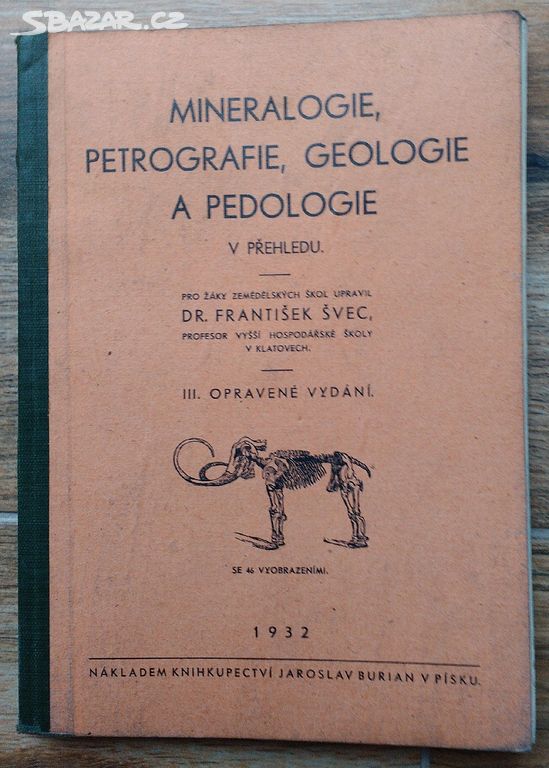 SBAZAR.CZ
MINERALOGIE,
PETROGRAFIE, GEOLOGIE
A PEDOLOGIE
V PŘEHLEDU.
PRO ŽÁKY ZEMĚDĚLSKÝCH ŠKOL UPRAVIL
DR. FRANTIŠEK ŠVEC,
PROFESOR VYŠŠÍ HOSPODÁŘSKÉ ŠKOLY
V KLATOVECH.
III. OPRAVENÉ VYDÁNÍ.
SE 46 VYOBRAZENÍMI.
1932
NÁKLADEM KNIHKUPECTVÍ JAROSLAV BURIAN V PÍSKU.